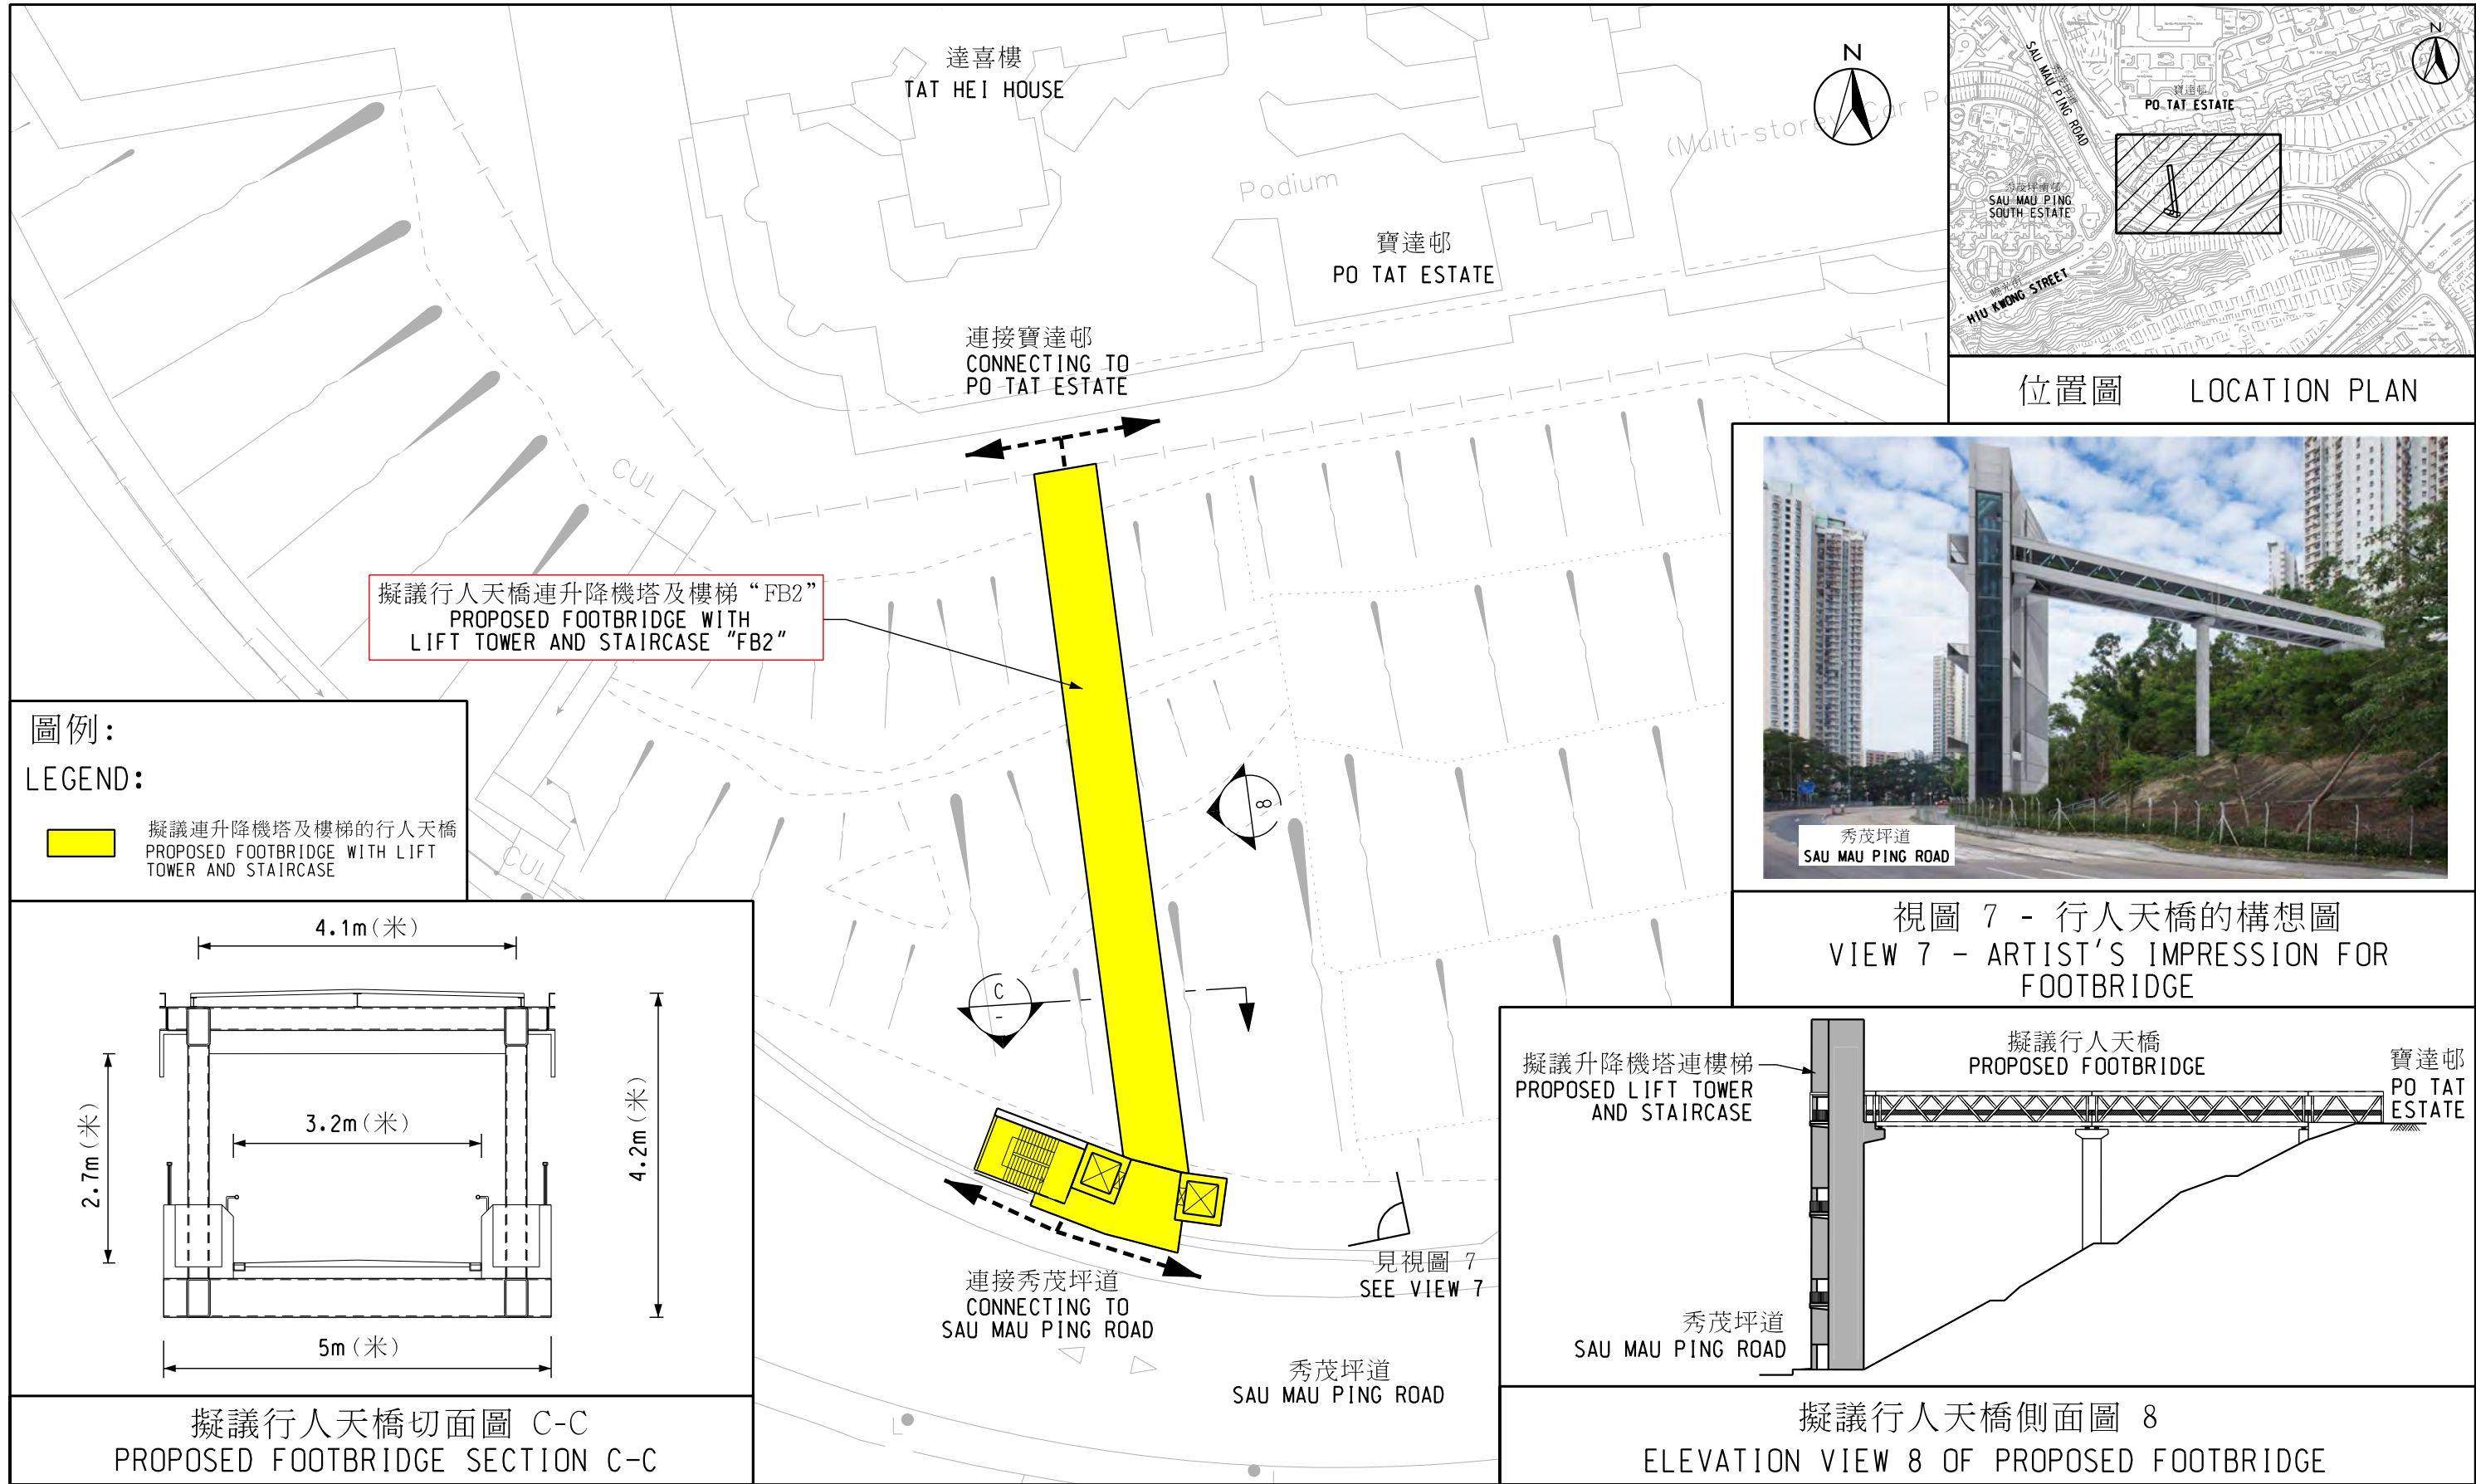 達喜樓
TAT HEI HOUSE
N
(Multi-storey Car P
Podium
寶達邨
PO TAT ESTATE
連接寶達邨
CONNECTING TO
PO TAT ESTATE
CUL
擬議行人天橋連升降機塔及樓梯“FB2”
PROPOSED FOOTBRIDGE WITH
LIFT TOWER AND STAIRCASE "FB2"
圖例:
LEGEND:
擬議連升降機塔及樓梯的行人天橋
PROPOSED FOOTBRIDGE WITH LIFT
TOWER AND STAIRCASE
CUL
8
C
-
連接秀茂坪道
CONNECTING TO
SAU MAU PING ROAD
見視圖 7
SEE VIEW 7
秀茂坪道
SAU MAU PING ROAD
L
4.1m(米)
2.7m(米)
3.2m(米)
4.2m(米)
5m(米)
擬議行人天橋切面圖 C-C
PROPOSED FOOTBRIDGE SECTION C-C
N
秀茂坪道
SAU MAU PING ROAD
寶達邨
PO TAT ESTATE
秀茂坪南邨
SAU MAU PING
SOUTH ESTATE
曉光街
HIU KWONG STREET
位置圖 LOCATION PLAN
秀茂坪道
SAU MAU PING ROAD
視圖 7 - 行人天橋的構想圖
VIEW 7 - ARTIST'S IMPRESSION FOR
FOOTBRIDGE
擬議升降機塔連樓梯
PROPOSED LIFT TOWER
AND STAIRCASE
擬議行人天橋
PROPOSED FOOTBRIDGE
寶達邨
PO TAT
ESTATE
秀茂坪道
SAU MAU PING ROAD
擬議行人天橋側面圖 8
ELEVATION VIEW 8 OF PROPOSED FOOTBRIDGE